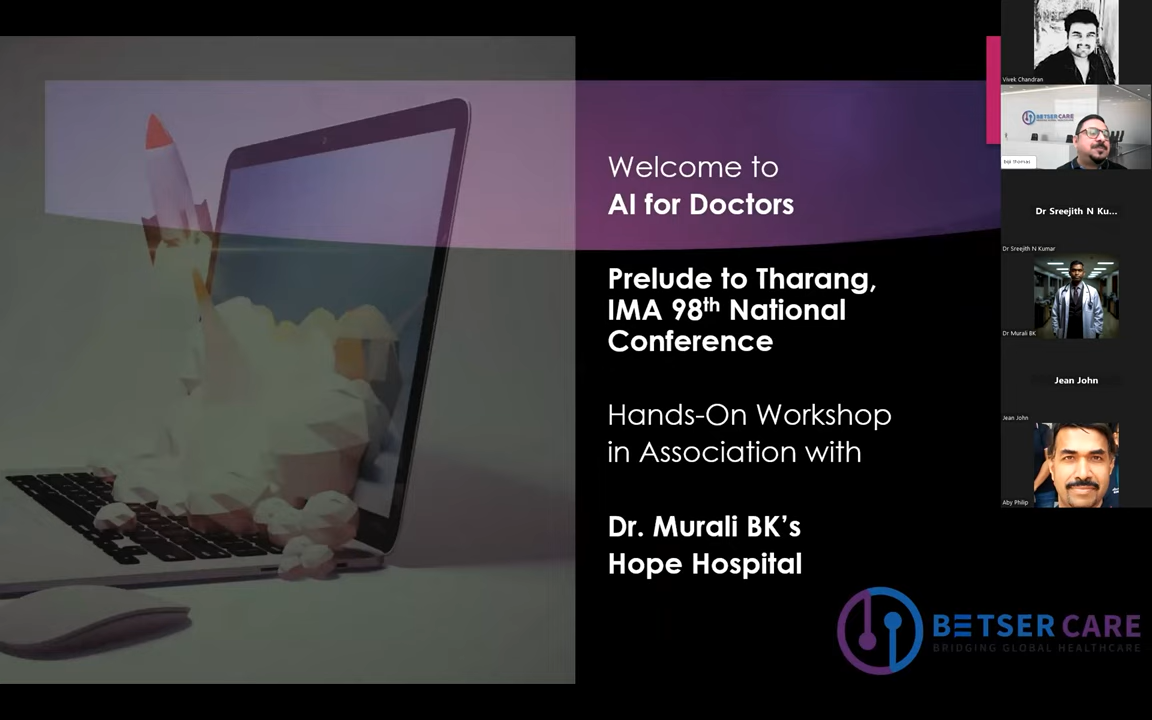 Welcome to
AI for Doctors
Prelude to Tharang,
IMA 98th National
Conference
Hands-On Workshop
in Association with
Dr. Murali BK's
Hope Hospital
BETSER CARE
BRIDGING GLOBAL HEALTHCARE
Vivek Chandran
BETSER CARE
Biji Thomas
Dr Sreejith N Ku...
Dr Sreejith N Kumar
Dr Murali BK
Jean John
Jean John
Aby Philip